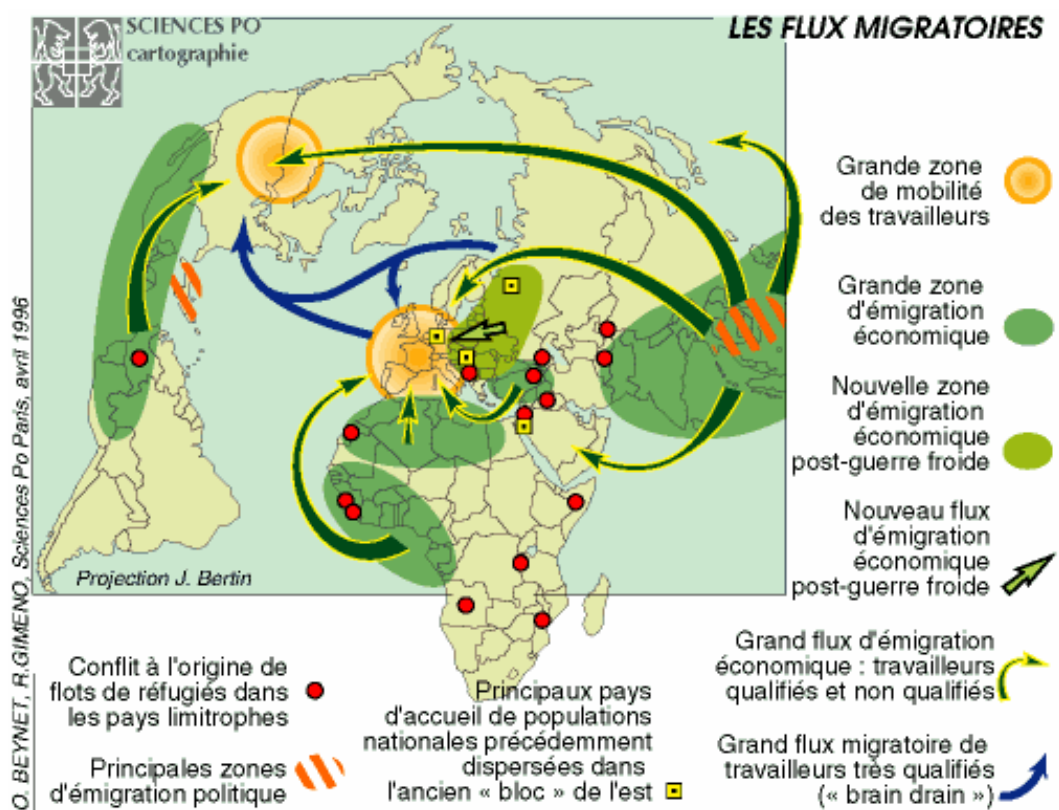 SCIENCES PO
cartographie
LES FLUX MIGRATOIRES
Grande zone
de mobilité
des travailleurs
Grande zone
d'émigration
économique
Nouvelle zone
d'émigration
économique
post-guerre froide
Nouveau flux
d'émigration
économique
post-guerre froide
Grand flux d'émigration
économique : travailleurs
qualifiés et non qualifiés
Grand flux migratoire de
travailleurs très qualifiés
(« brain drain »)
Projection J. Bertin
Conflit à l'origine de
flots de réfugiés dans
les pays limitrophes
Principales zones
d'émigration politique
Principaux pays
d'accueil de populations
nationales précédemment
dispersées dans
l'ancien « bloc » de l'est
O. BEYNET, R.GIMENO, Sciences Po Paris, avril 1996